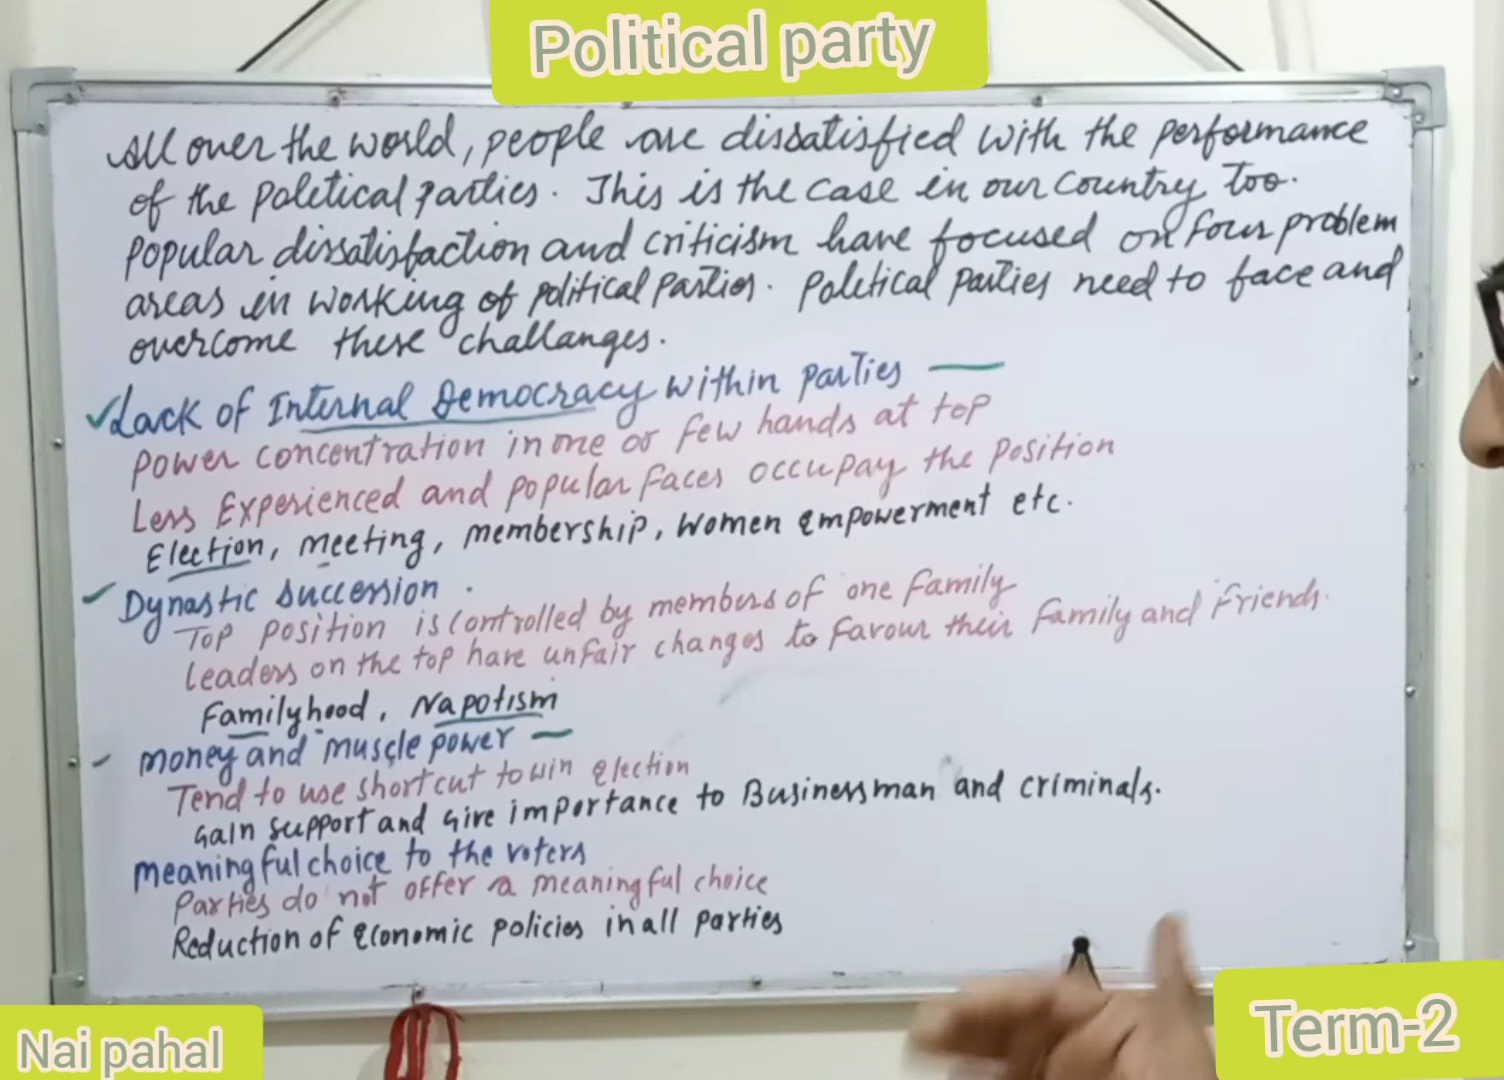 Political party
All over the world, people are dissatisfied with the performance
of the political parties. This is the case in our country too.
popular dissatisfaction and criticism have focused on four problem
areas in working of political parties. political parties need to face and
overcome these challanges.
Lack of Internal Democracy within parties —
power concentration in one or few hands at top
Less Experienced and popular faces occupay the position
Election, meeting, membership, women empowerment etc.
Dynastic succession .
Top position is controlled by members of one family
Leaders on the top have unfair changes to favour their family and friends.
Familyhood, Napotism
money and muscle power —
Tend to use shortcut to win election
Gain support and give importance to Businessman and criminals.
meaningful choice to the voters
Parties do not offer a meaningful choice
Reduction of economic policies in all parties
Nai pahal
Term-2